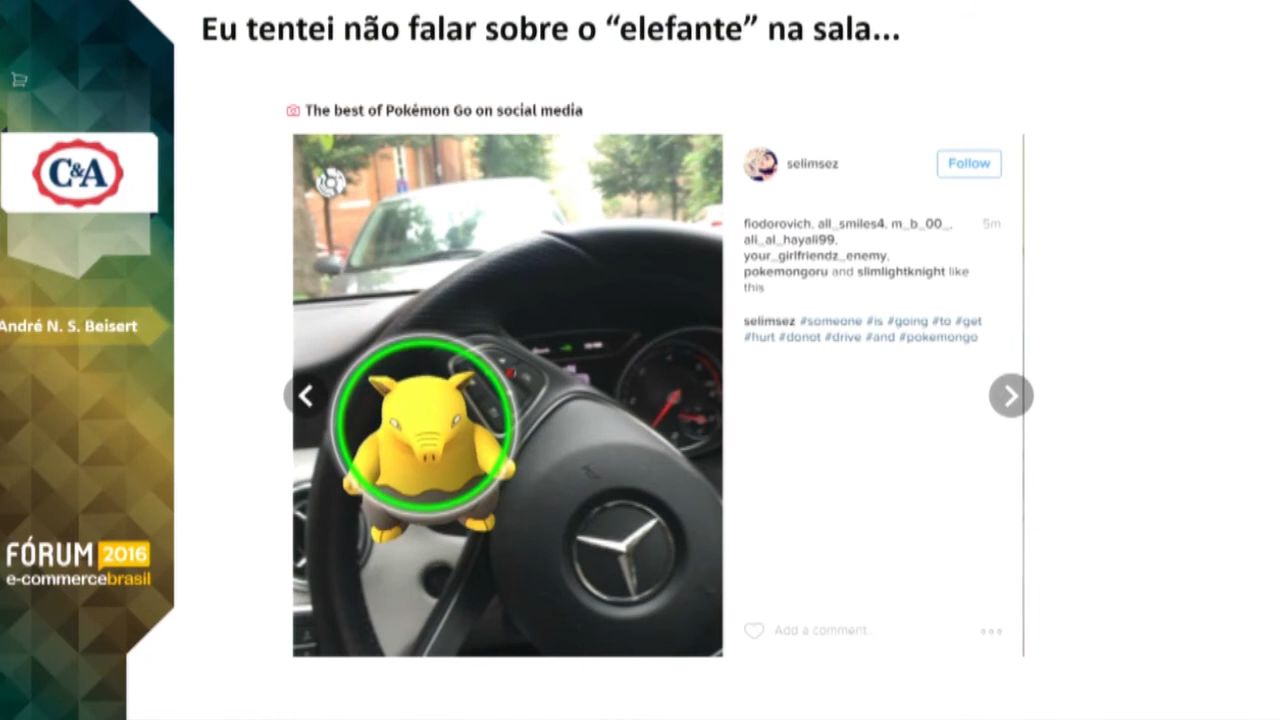 Eu tentei não falar sobre o “elefante” na sala...
The best of Pokémon Go on social media
C&A
André N. S. Beisert
FÓRUM 2016
e-commercebrasil
selimsez
Follow
fiodorovich, all_smiles4, m_b_00_, 5m
ali_al_hayali99,
your_girlfriendz_enemy,
pokemongoru and slimlightknight like
this
selimsez #someone #is #going #to #get
#hurt #donot #drive #and #pokemongo
Add a comment...